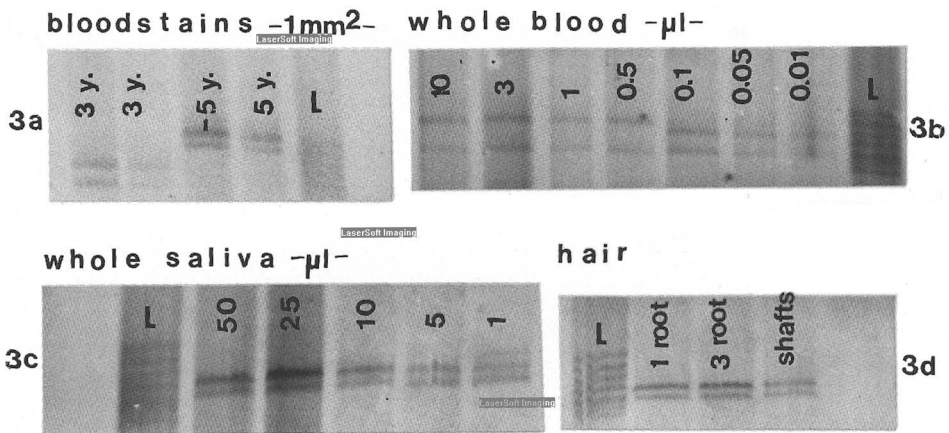 bloodstains -1mm2-
LaserSoft Imaging
3a
3 y.
3 y.
-5 y.
5 y.
L
whole blood -µl-
10
3
1
0.5
0.1
0.05
0.01
L
3b
LaserSoft Imaging
whole saliva -µl-
3c
L
50
25
10
5
1
LaserSoft Imaging
hair
L
1 root
3 root
shafts
3d